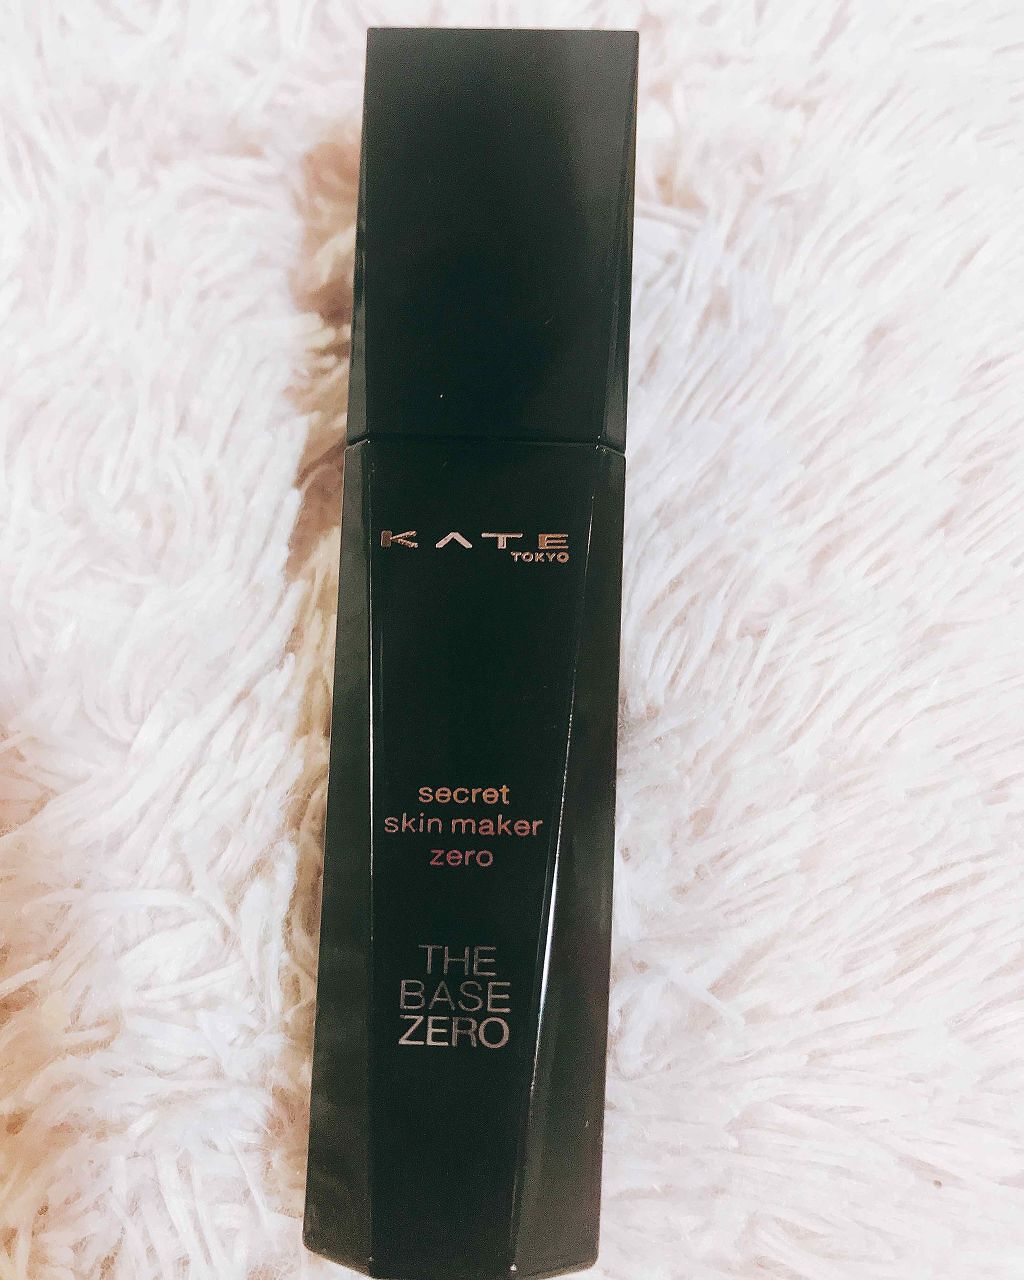 KATE
TOKYO
secret
skin maker
zero
THE
BASE
ZERO